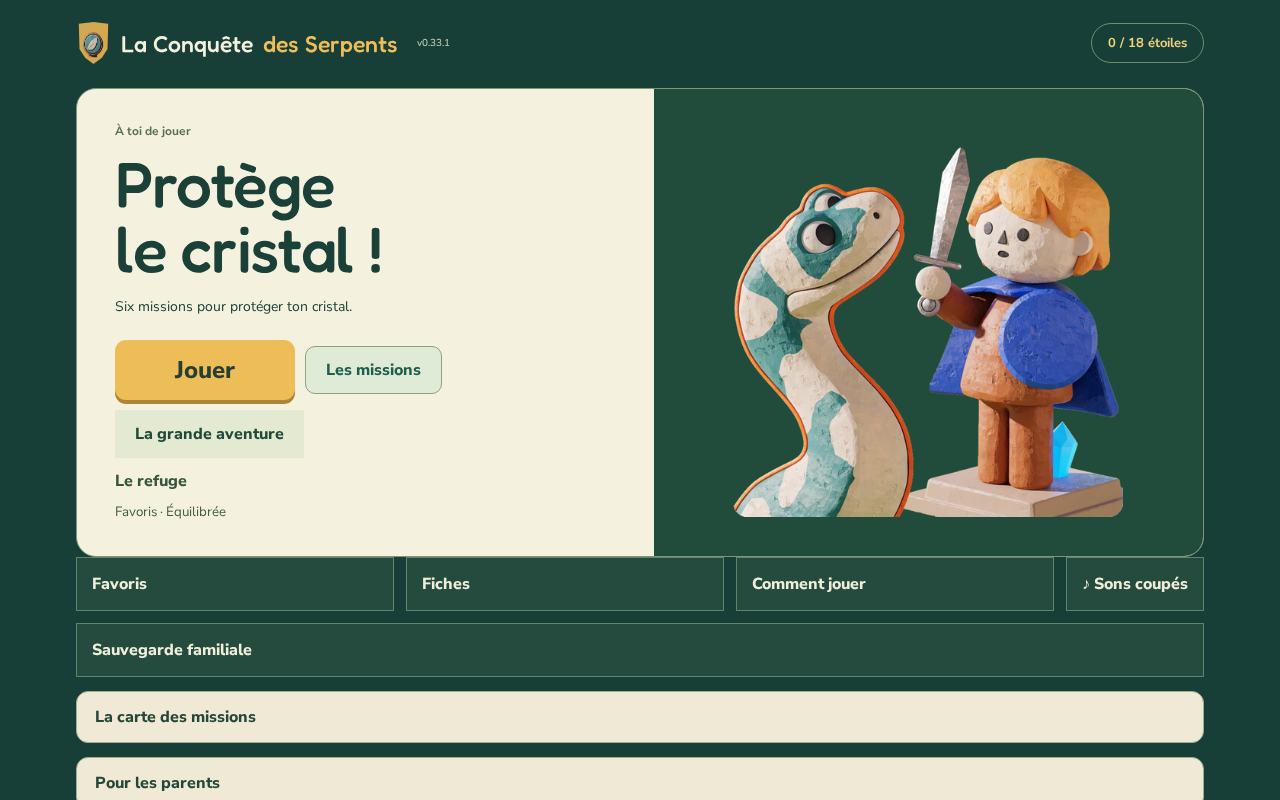 La Conquête des Serpents v0.33.1
0 / 18 étoiles
À toi de jouer
Protège
le cristal !
Six missions pour protéger ton cristal.
Jouer
Les missions
La grande aventure
Le refuge
Favoris · Équilibrée
Favoris
Fiches
Comment jouer
♪ Sons coupés
Sauvegarde familiale
La carte des missions
Pour les parents